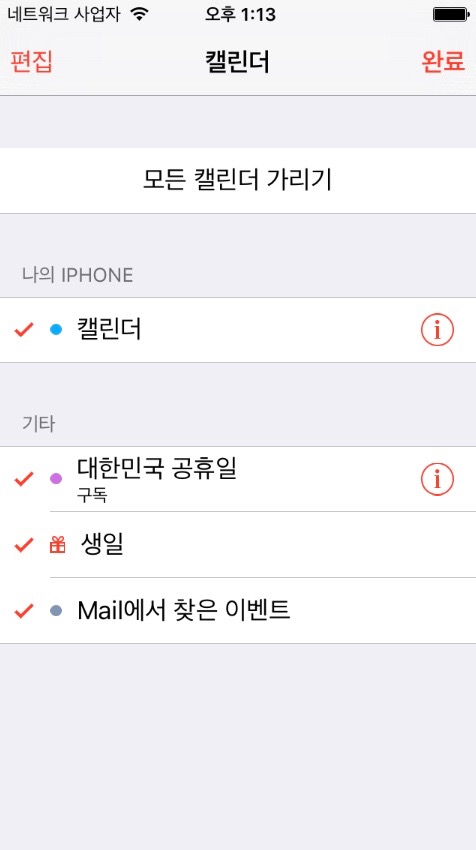 네트워크 사업자
오후 1:13
편집
캘린더
완료
모든 캘린더 가리기
나의 IPHONE
캘린더
기타
대한민국 공휴일
구독
생일
Mail에서 찾은 이벤트